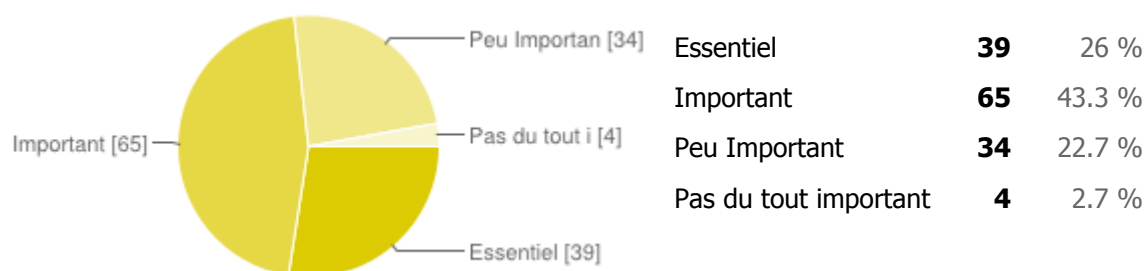 Peu Importan [34]
Important [65]
Pas du tout i [4]
Essentiel [39]
Essentiel 39 26 %
Important 65 43.3 %
Peu Important 34 22.7 %
Pas du tout important 4 2.7 %